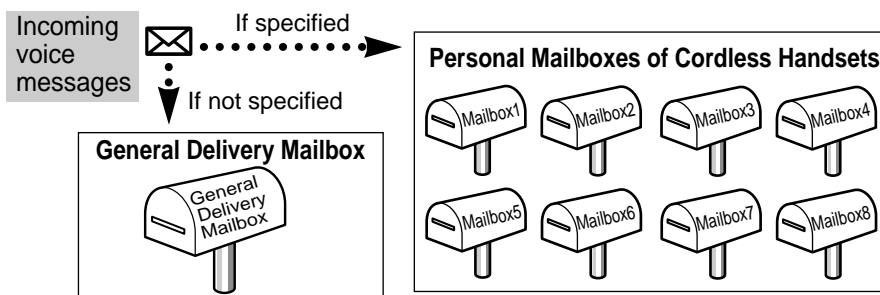 Incoming
voice
messages
If specified
If not specified
Personal Mailboxes of Cordless Handsets
Mailbox1
Mailbox2
Mailbox3
Mailbox4
Mailbox5
Mailbox6
Mailbox7
Mailbox8
General Delivery Mailbox
General
Delivery
Mailbox